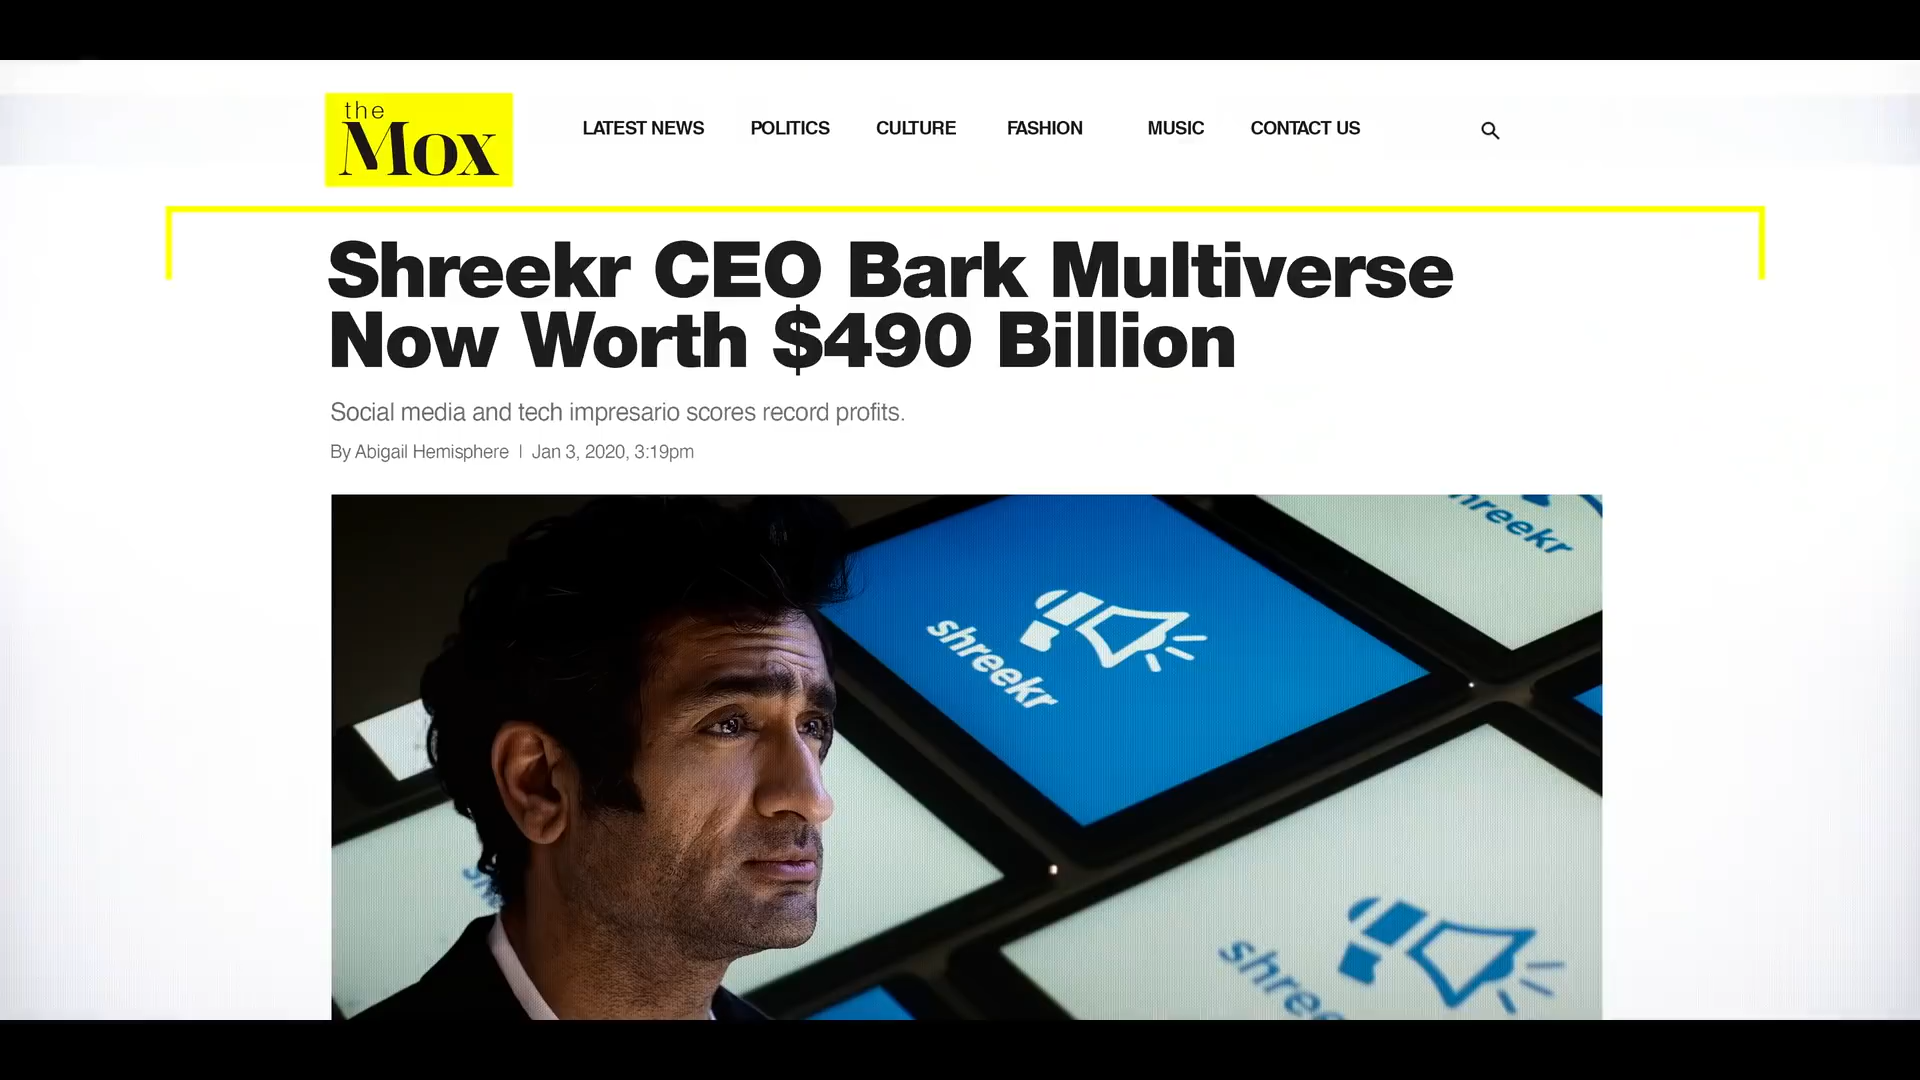 the
Mox
LATEST NEWS POLITICS CULTURE FASHION MUSIC CONTACT US
Shreekr CEO Bark Multiverse
Now Worth $490 Billion
Social media and tech impresario scores record profits.
By Abigail Hemisphere | Jan 3, 2020, 3:19pm
shreekr
shreekr